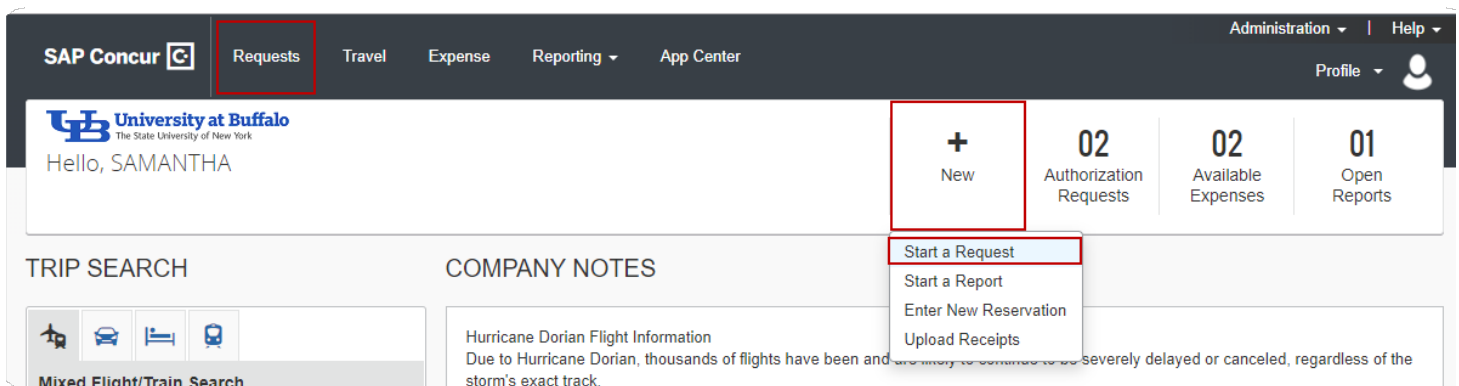 Administration | Help
SAP Concur C Requests Travel Expense Reporting App Center
Profile
UB University at Buffalo
The State University of New York
Hello, SAMANTHA
+ 02 02 01
New Authorization Available Open
Requests Expenses Reports
Start a Request
Start a Report
Enter New Reservation
Upload Receipts
TRIP SEARCH
COMPANY NOTES
Hurricane Dorian Flight Information
Due to Hurricane Dorian, thousands of flights have been and are likely to continue to be severely delayed or canceled, regardless of the
storm's exact track.
Mixed Flight/Train Search